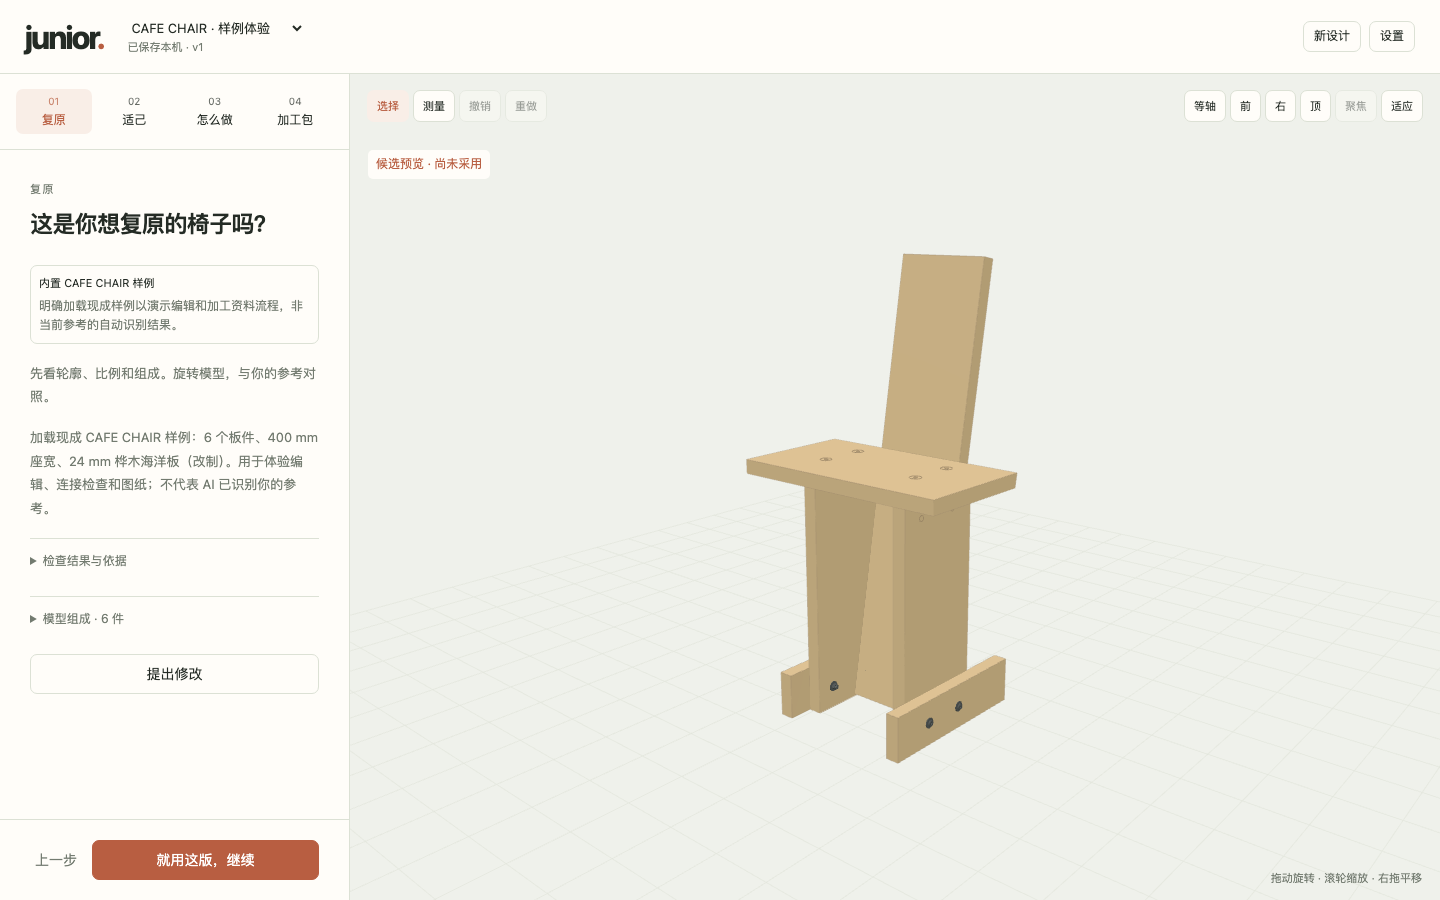 junior.
CAFE CHAIR · 样例体验
已保存本机 · v1
新设计
设置
01
复原
02
适己
03
怎么做
04
加工包
选择
测量
撤销
重做
等轴
前
右
顶
聚焦
适应
候选预览 · 尚未采用
复原
这是你想复原的椅子吗?
内置 CAFE CHAIR 样例
明确加载现成样例以演示编辑和加工资料流程，非
当前参考的自动识别结果。
先看轮廓、比例和组成。旋转模型，与你的参考对
照。
加载现成 CAFE CHAIR 样例：6 个板件、400 mm
座宽、24 mm 桦木海洋板（改制）。用于体验编
辑、连接检查和图纸；不代表 AI 已识别你的参
考。
检查结果与依据
模型组成 · 6 件
提出修改
上一步
就用这版，继续
拖动旋转 · 滚轮缩放 · 右拖平移